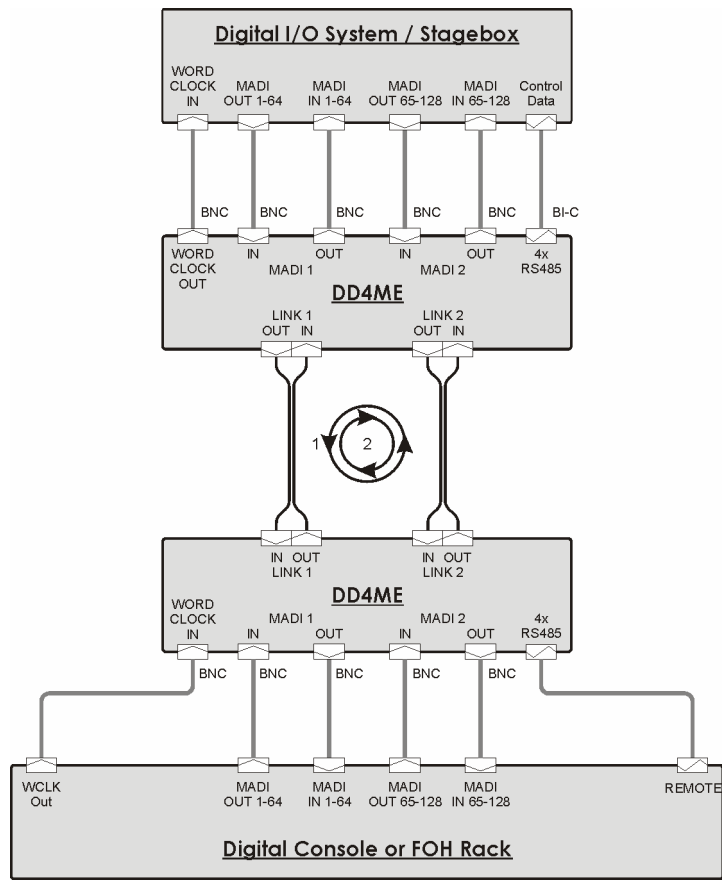 Digital I/O System / Stagebox
WORD CLOCK IN
MADI OUT 1-64
MADI IN 1-64
MADI OUT 65-128
MADI IN 65-128
Control Data
BNC BNC BNC BNC BNC BI-C
WORD CLOCK OUT
IN OUT IN OUT
4x RS485
MADI 1 MADI 2
DD4ME
LINK 1 LINK 2
OUT IN OUT IN
1 2
IN OUT IN OUT
LINK 1 LINK 2
DD4ME
WORD CLOCK IN
MADI 1 MADI 2
IN OUT IN OUT
4x RS485
BNC BNC BNC BNC BNC
WCLK Out
MADI OUT 1-64
MADI IN 1-64
MADI OUT 65-128
MADI IN 65-128
REMOTE
Digital Console or FOH Rack